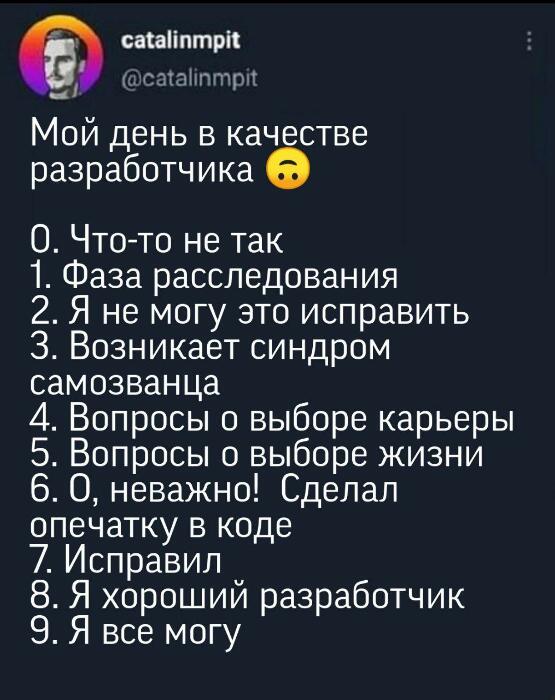 catalinmpit
@catalinmpit
Мой день в качестве
разработчика 🙃
0. Что-то не так
1. Фаза расследования
2. Я не могу это исправить
3. Возникает синдром
самозванца
4. Вопросы о выборе карьеры
5. Вопросы о выборе жизни
6. О, неважно! Сделал
опечатку в коде
7. Исправил
8. Я хороший разработчик
9. Я все могу